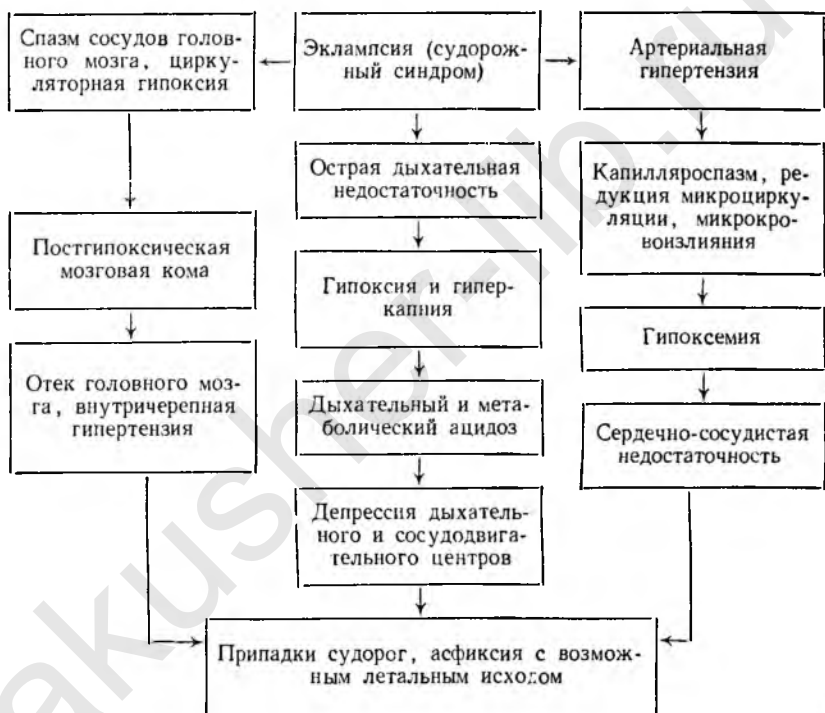 Спазм сосудов голов-
ного мозга, цирку-
ляторная гипоксия
Эклампсия (судорож-
ный синдром)
Артериальная
гипертензия
Острая дыхательная
недостаточность
Капилляроспазм, ре-
дукция микроцирку-
ляции, микрокро-
воизлияния
Постгипоксическая
мозговая кома
Гипоксия и гипер-
капния
Гипоксемия
Отек головного моз-
га, внутричерепная
гипертензия
Дыхательный и мета-
болический ацидоз
Сердечно-сосудистая
недостаточность
Депрессия дыхатель-
ного и сосудодвига-
тельного центров
Припадки судорог, асфиксия с возмож-
ным летальным исходом
akusher-lib.ru